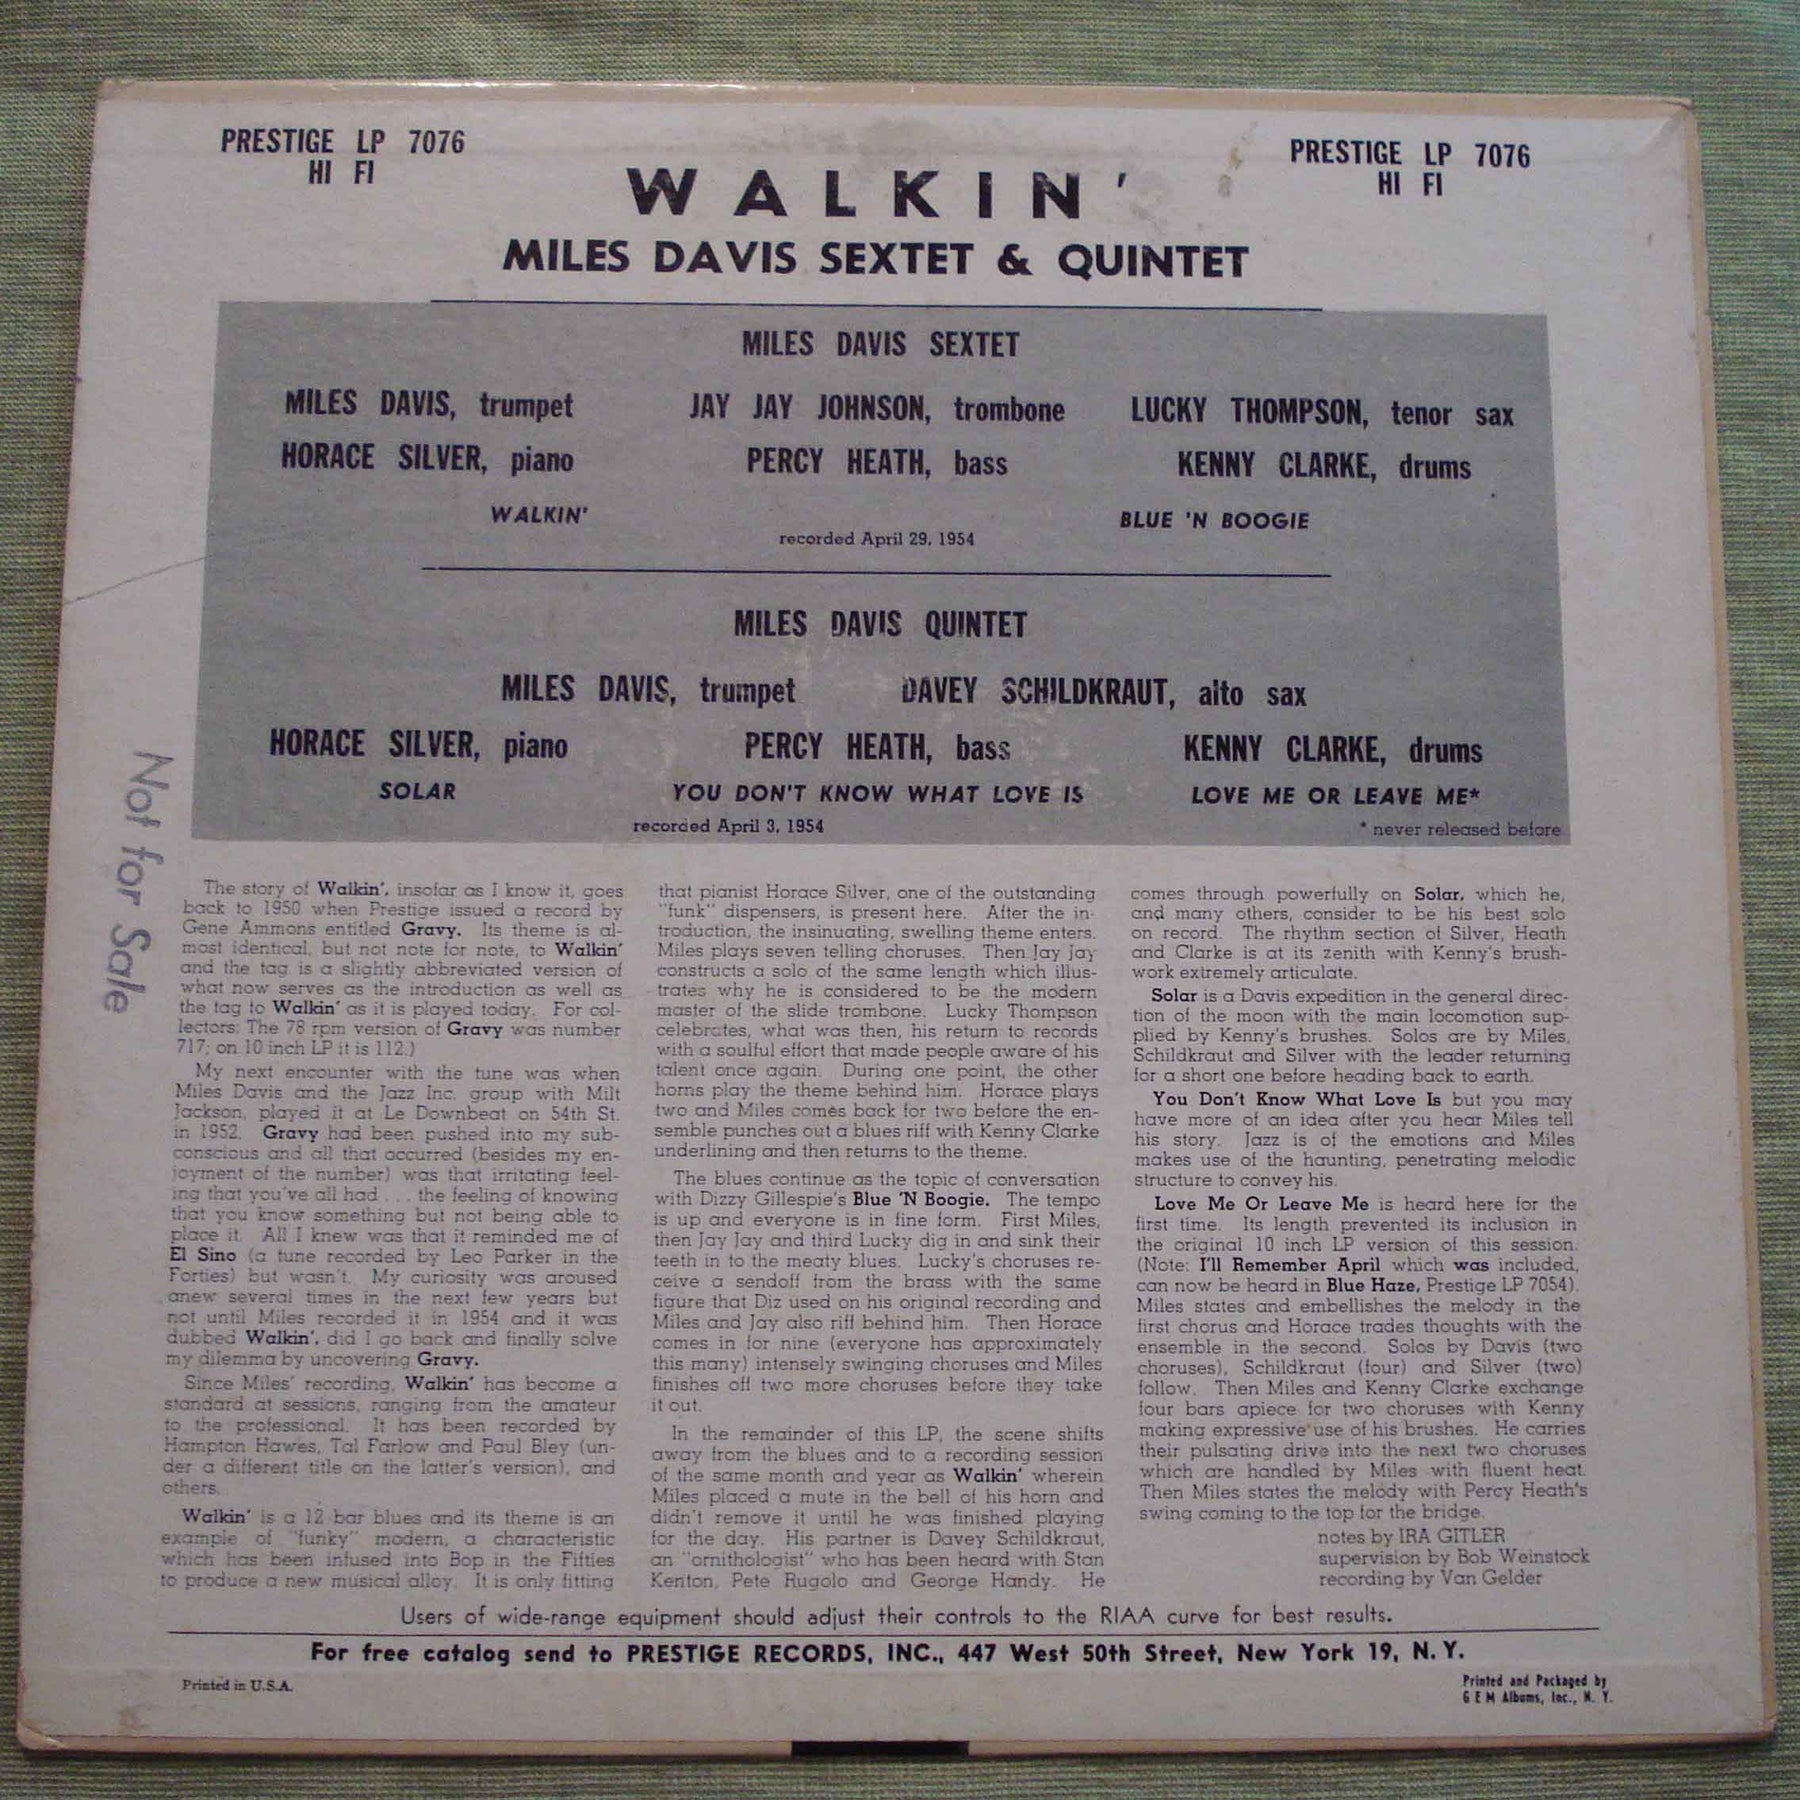 PRESTIGE LP 7076
HI FI
PRESTIGE LP 7076
HI FI
WALKIN'
MILES DAVIS SEXTET & QUINTET
MILES DAVIS SEXTET
MILES DAVIS, trumpet JAY JAY JOHNSON, trombone LUCKY THOMPSON, tenor sax
HORACE SILVER, piano PERCY HEATH, bass KENNY CLARKE, drums
WALKIN' BLUE 'N BOOGIE
recorded April 29, 1954
MILES DAVIS QUINTET
MILES DAVIS, trumpet DAVEY SCHILDKRAUT, alto sax
HORACE SILVER, piano PERCY HEATH, bass KENNY CLARKE, drums
SOLAR YOU DON'T KNOW WHAT LOVE IS LOVE ME OR LEAVE ME*
recorded April 3, 1954 * never released before
Not for Sale
The story of Walkin', insofar as I know it, goes
back to 1950 when Prestige issued a record by
Gene Ammons entitled Gravy. Its theme is al-
most identical, but not note for note, to Walkin'
and the tag is a slightly abbreviated version of
what now serves as the introduction as well as
the tag to Walkin' as it is played today. For col-
lectors: The 78 rpm version of Gravy was number
717; on 10 inch LP it is 112.)
My next encounter with the tune was when
Miles Davis and the Jazz Inc. group with Milt
Jackson, played it at Le Downbeat on 54th St.
in 1952. Gravy had been pushed into my sub-
conscious and all that occurred (besides my en-
joyment of the number) was that irritating feel-
ing that you've all had . . . the feeling of knowing
that you know something but not being able to
place it. All I knew was that it reminded me of
El Sino (a tune recorded by Leo Parker in the
Forties) but wasn't. My curiosity was aroused
anew several times in the next few years but
not until Miles recorded it in 1954 and it was
dubbed Walkin', did I go back and finally solve
my dilemma by uncovering Gravy.
Since Miles' recording, Walkin' has become a
standard at sessions, ranging from the amateur
to the professional. It has been recorded by
Hampton Hawes, Tal Farlow and Paul Bley (un-
der a different title on the latter's version), and
others.
Walkin' is a 12 bar blues and its theme is an
example of "funky" modern, a characteristic
which has been infused into Bop in the Fifties
to produce a new musical alloy. It is only fitting
that pianist Horace Silver, one of the outstanding
"funk" dispensers, is present here. After the in-
troduction, the insinuating, swelling theme enters.
Miles plays seven telling choruses. Then Jay Jay
constructs a solo of the same length which illus-
trates why he is considered to be the modern
master of the slide trombone. Lucky Thompson
celebrates, what was then, his return to records
with a soulful effort that made people aware of his
talent once again. During one point, the other
horns play the theme behind him. Horace plays
two and Miles comes back for two before the en-
semble punches out a blues riff with Kenny Clarke
underlining and then returns to the theme.
The blues continue as the topic of conversation
with Dizzy Gillespie's Blue 'N Boogie. The tempo
is up and everyone is in fine form. First Miles,
then Jay Jay and third Lucky dig in and sink their
teeth in to the meaty blues. Lucky's choruses re-
ceive a sendoff from the brass with the same
figure that Diz used on his original recording and
Miles and Jay also riff behind him. Then Horace
comes in for nine (everyone has approximately
this many) intensely swinging choruses and Miles
finishes off two more choruses before they take
it out.
In the remainder of this LP, the scene shifts
away from the blues and to a recording session
of the same month and year as Walkin' wherein
Miles placed a mute in the bell of his horn and
didn't remove it until he was finished playing
for the day. His partner is Davey Schildkraut,
an "ornithologist" who has been heard with Stan
Kenton, Pete Rugolo and George Handy. He
comes through powerfully on Solar, which he,
and many others, consider to be his best solo
on record. The rhythm section of Silver, Heath
and Clarke is at its zenith with Kenny's brush-
work extremely articulate.
Solar is a Davis expedition in the general direc-
tion of the moon with the main locomotion sup-
plied by Kenny's brushes. Solos are by Miles,
Schildkraut and Silver with the leader returning
for a short one before heading back to earth.
You Don't Know What Love Is but you may
have more of an idea after you hear Miles tell
his story. Jazz is of the emotions and Miles
makes use of the haunting, penetrating melodic
structure to convey his.
Love Me Or Leave Me is heard here for the
first time. Its length prevented its inclusion in
the original 10 inch LP version of this session.
(Note: I'll Remember April which was included,
can now be heard in Blue Haze, Prestige LP 7054).
Miles states and embellishes the melody in the
first chorus and Horace trades thoughts with the
ensemble in the second. Solos by Davis (two
choruses), Schildkraut (four) and Silver (two)
follow. Then Miles and Kenny Clarke exchange
four bars apiece for two choruses with Kenny
making expressive use of his brushes. He carries
their pulsating drive into the next two choruses
which are handled by Miles with fluent heat.
Then Miles states the melody with Percy Heath's
swing coming to the top for the bridge.
notes by IRA GITLER
supervision by Bob Weinstock
recording by Van Gelder
Users of wide-range equipment should adjust their controls to the RIAA curve for best results.
For free catalog send to PRESTIGE RECORDS, INC., 447 West 50th Street, New York 19, N. Y.
Printed in U.S.A.
Printed and Packaged by
G E M Albums, Inc., N. Y.